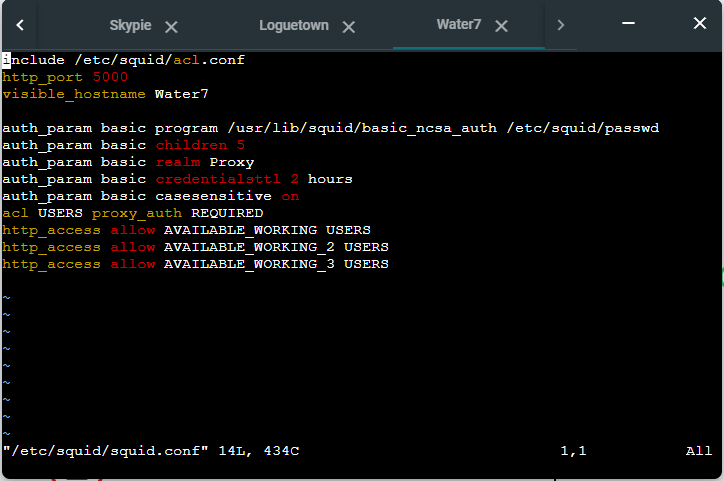 Skypie
Loguetown
Water7
include /etc/squid/acl.conf
http_port 5000
visible_hostname Water7
auth_param basic program /usr/lib/squid/basic_ncsa_auth /etc/squid/passwd
auth_param basic children 5
auth_param basic realm Proxy
auth_param basic credentialsttl 2 hours
auth_param basic casesensitive on
acl USERS proxy_auth REQUIRED
http_access allow AVAILABLE_WORKING USERS
http_access allow AVAILABLE_WORKING_2 USERS
http_access allow AVAILABLE_WORKING_3 USERS
~
~
~
~
~
~
~
~
~
"/etc/squid/squid.conf" 14L, 434C 1,1 All